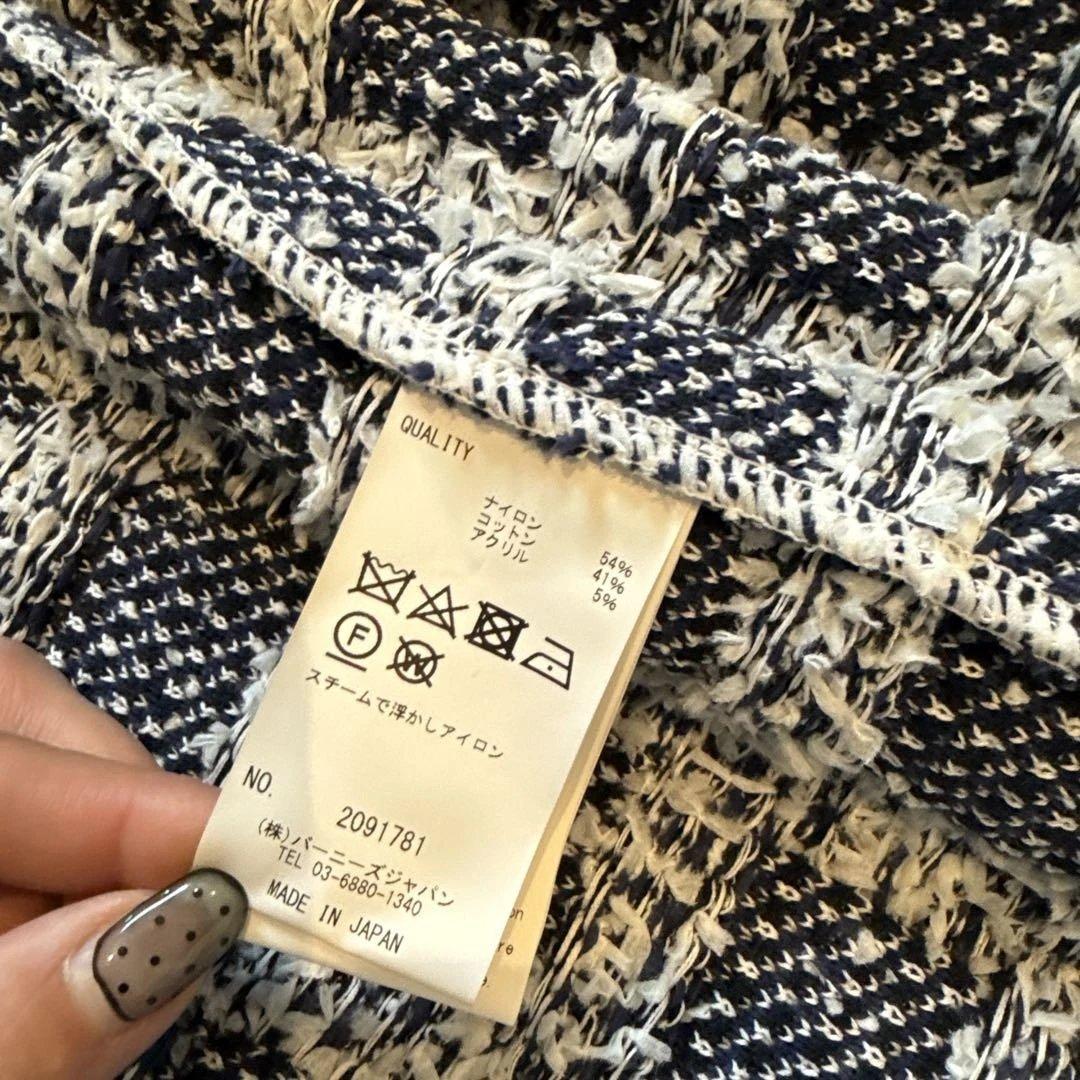 QUALITY
ナイロン 54%
コットン 41%
アクリル 5%
F
W
スチームで浮かしアイロン
NO.
2091781
(株)バーニーズジャパン
TEL 03-6880-1340
MADE IN JAPAN